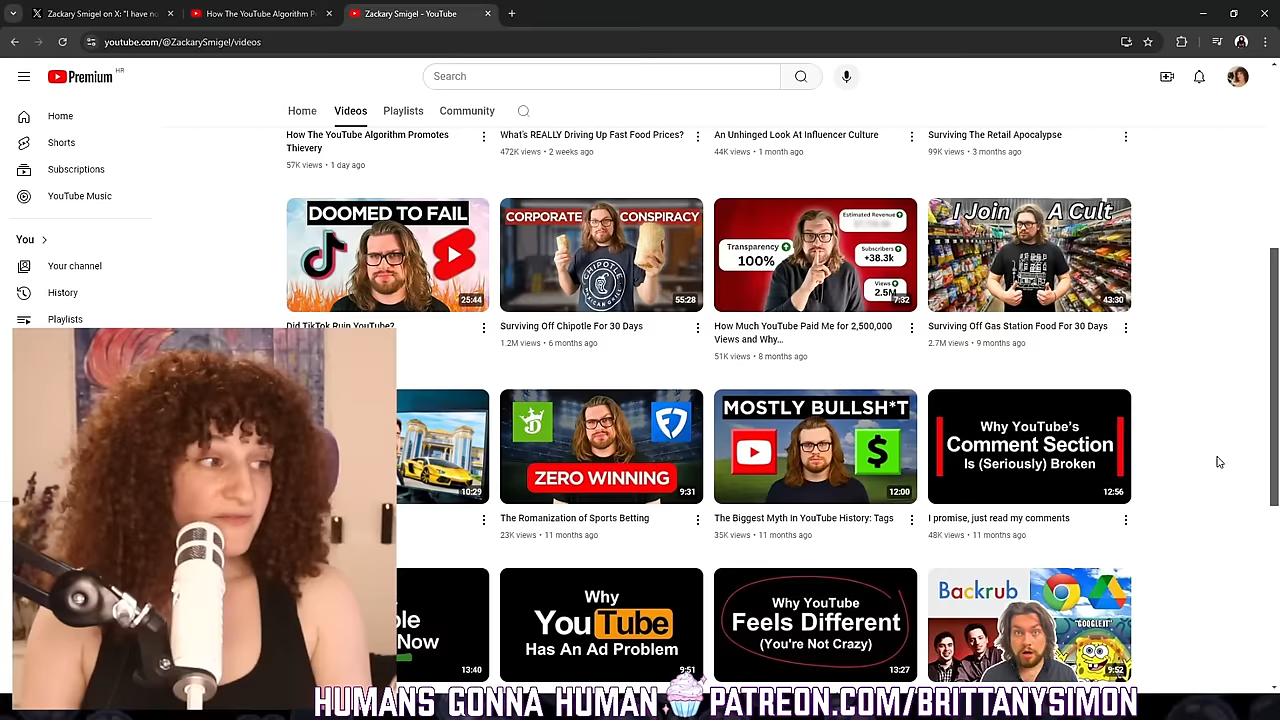 Zackary Smigel on X: "I have no
How The YouTube Algorithm P
Zackary Smigel - YouTube
youtube.com/@ZackarySmigel/videos
Premium HR
Search
Home
Shorts
Subscriptions
YouTube Music
You
Your channel
History
Playlists
Home Videos Playlists Community
How The YouTube Algorithm Promotes
Thievery
57K views • 1 day ago
What's REALLY Driving Up Fast Food Prices?
472K views • 2 weeks ago
An Unhinged Look At Influencer Culture
44K views • 1 month ago
Surviving The Retail Apocalypse
99K views • 3 months ago
DOOMED TO FAIL
25:44
Did TikTok Ruin YouTube?
CORPORATE CONSPIRACY
CHIPOTLE
MEXICAN GRILL
55:28
Surviving Off Chipotle For 30 Days
1.2M views • 6 months ago
Estimated Revenue
Transparency
100%
Subscribers
+38.3k
Views
2.5M
7:32
How Much YouTube Paid Me for 2,500,000
Views and Why...
51K views • 8 months ago
I Join A Cult
43:30
Surviving Off Gas Station Food For 30 Days
2.7M views • 9 months ago
10:29
ZERO WINNING
9:31
The Romanization of Sports Betting
23K views • 11 months ago
MOSTLY BULLSH*T
$
12:00
The Biggest Myth In YouTube History: Tags
35K views • 11 months ago
Why YouTube's
Comment Section
Is (Seriously) Broken
12:56
I promise, just read my comments
48K views • 11 months ago
Now
13:40
Why
YouTube
Has An Ad Problem
9:51
Why YouTube
Feels Different
(You're Not Crazy)
13:27
Backrub
"GOOGLE IT"
9:52
HUMANS GONNA HUMAN PATREON.COM/BRITTANYSIMON